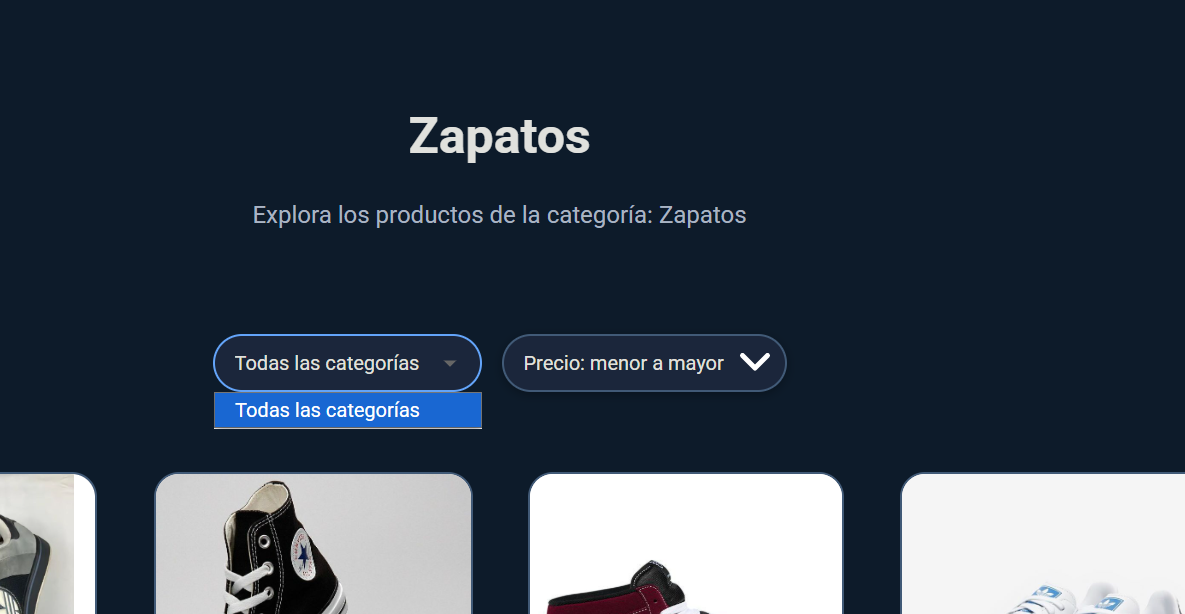 Zapatos
Explora los productos de la categoría: Zapatos
Todas las categorías
Precio: menor a mayor
Todas las categorías